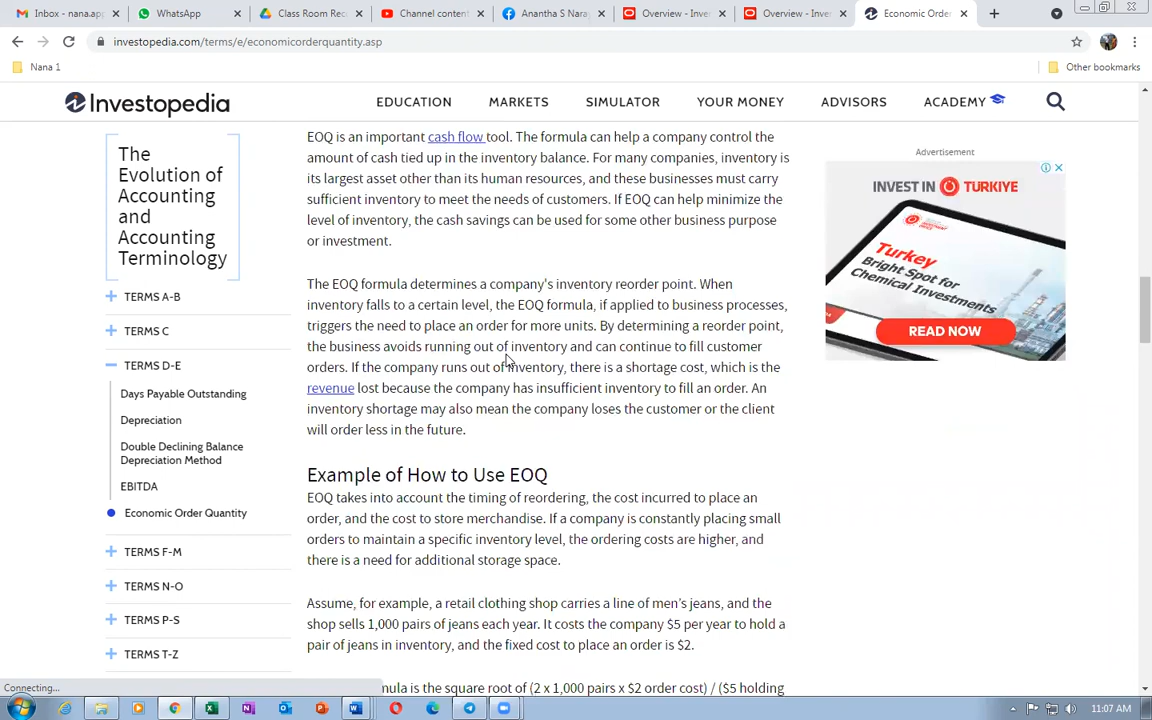 Inbox - nana.ap
WhatsApp
Class Room Rec
Channel content
Anantha S Nara
Overview - Inve
Overview - Inve
Economic Order
investopedia.com/terms/e/economicorderquantity.asp
Nana 1
Other bookmarks
Investopedia
EDUCATION
MARKETS
SIMULATOR
YOUR MONEY
ADVISORS
ACADEMY
The
Evolution of
Accounting
and
Accounting
Terminology
TERMS A-B
TERMS C
TERMS D-E
Days Payable Outstanding
Depreciation
Double Declining Balance
Depreciation Method
EBITDA
Economic Order Quantity
TERMS F-M
TERMS N-O
TERMS P-S
TERMS T-Z
EOQ is an important cash flow tool. The formula can help a company control the
amount of cash tied up in the inventory balance. For many companies, inventory is
its largest asset other than its human resources, and these businesses must carry
sufficient inventory to meet the needs of customers. If EOQ can help minimize the
level of inventory, the cash savings can be used for some other business purpose
or investment.
The EOQ formula determines a company's inventory reorder point. When
inventory falls to a certain level, the EOQ formula, if applied to business processes,
triggers the need to place an order for more units. By determining a reorder point,
the business avoids running out of inventory and can continue to fill customer
orders. If the company runs out of inventory, there is a shortage cost, which is the
revenue lost because the company has insufficient inventory to fill an order. An
inventory shortage may also mean the company loses the customer or the client
will order less in the future.
Example of How to Use EOQ
EOQ takes into account the timing of reordering, the cost incurred to place an
order, and the cost to store merchandise. If a company is constantly placing small
orders to maintain a specific inventory level, the ordering costs are higher, and
there is a need for additional storage space.
Assume, for example, a retail clothing shop carries a line of men's jeans, and the
shop sells 1,000 pairs of jeans each year. It costs the company $5 per year to hold a
pair of jeans in inventory, and the fixed cost to place an order is $2.
mula is the square root of (2 x 1,000 pairs x $2 order cost) / ($5 holding
Advertisement
INVEST IN TURKIYE
Turkey
Bright Spot for
Chemical Investments
READ NOW
Connecting...
11:07 AM